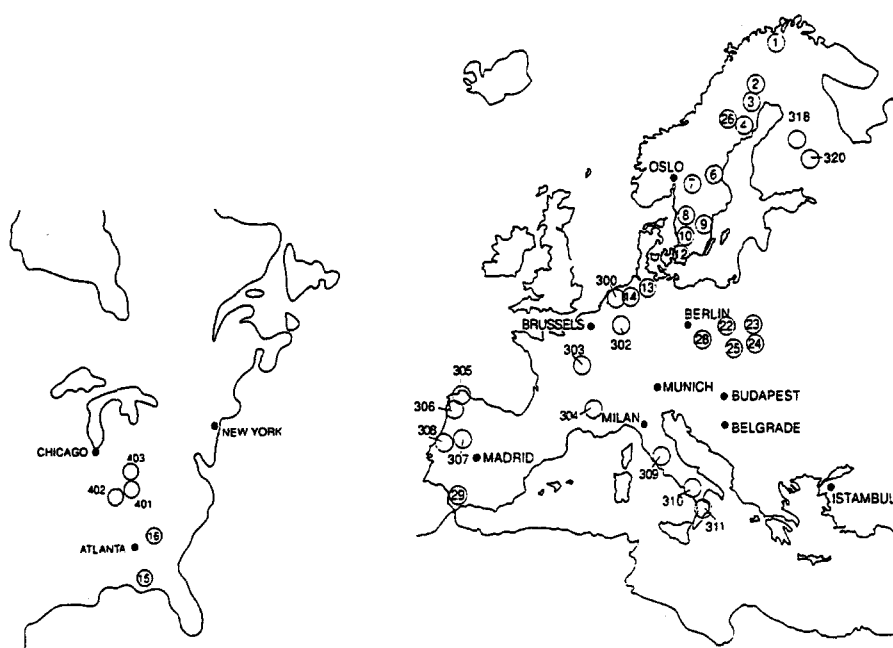 1
2
3
26 4
318
320
OSLO
7 6
8
9
10
12
300
14 13
BRUSSELS
302
303
BERLIN
22 23
28 25 24
305
306
304
MUNICH
BUDAPEST
MILAN
BELGRADE
308
307
MADRID
309
310
311
29
ISTAMBUL
NEW YORK
CHICAGO
403
402 401
16
ATLANTA
15